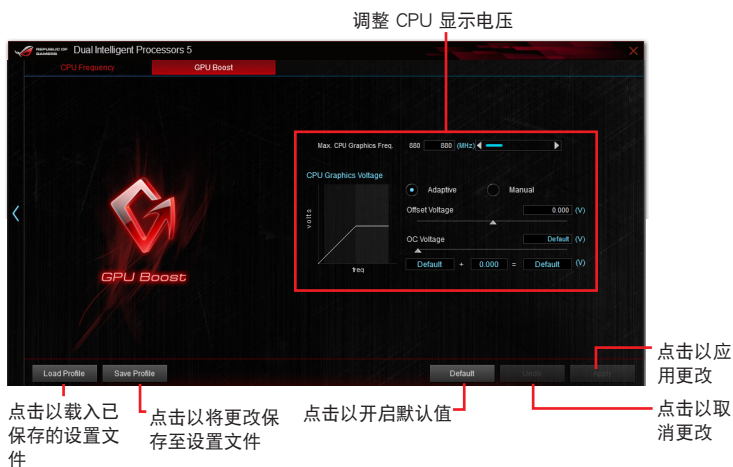 调整 CPU 显示电压
REPUBLIC OF
GAMERS
Dual Intelligent Processors 5
CPU Frequency
GPU Boost
Max. CPU Graphics Freq.
880
880
(MHz)
CPU Graphics Voltage
Adaptive
Manual
volts
Offset Voltage
0.000
(V)
OC Voltage
Default
(V)
freq
Default + 0.000 = Default (V)
GPU Boost
Load Profile
Save Profile
Default
Undo
Apply
点击以载入已
保存的设置文
件
点击以将更改保
存至设置文件
点击以开启默认值
点击以应
用更改
点击以取
消更改